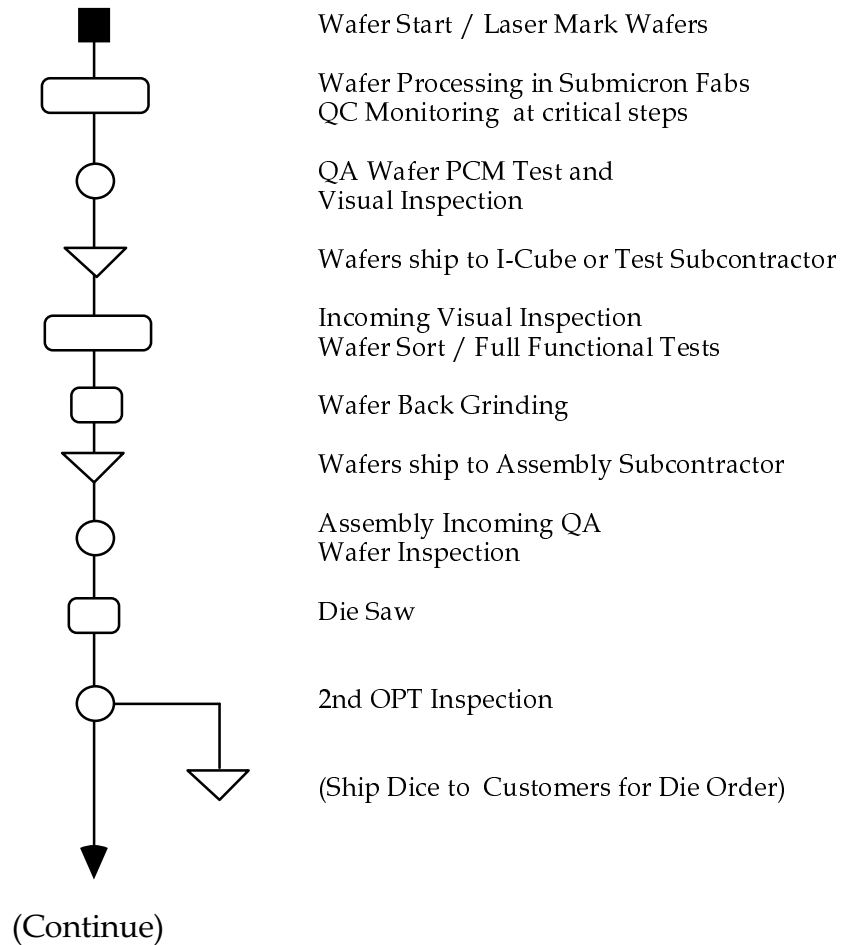 Wafer Start / Laser Mark Wafers
Wafer Processing in Submicron Fabs
QC Monitoring  at critical steps
QA Wafer PCM Test and
Visual Inspection
Wafers ship to I-Cube or Test Subcontractor
Incoming Visual Inspection
Wafer Sort / Full Functional Tests
Wafer Back Grinding
Wafers ship to Assembly Subcontractor
Assembly Incoming QA
Wafer Inspection
Die Saw
2nd OPT Inspection
(Ship Dice to  Customers for Die Order)
(Continue)